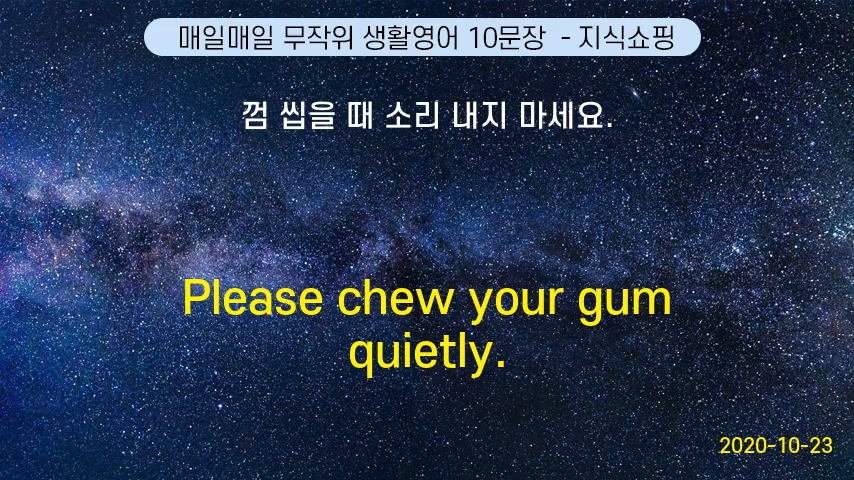 매일매일 무작위 생활영어 10문장 - 지식쇼핑
껌 씹을 때 소리 내지 마세요.
Please chew your gum
quietly.
2020-10-23